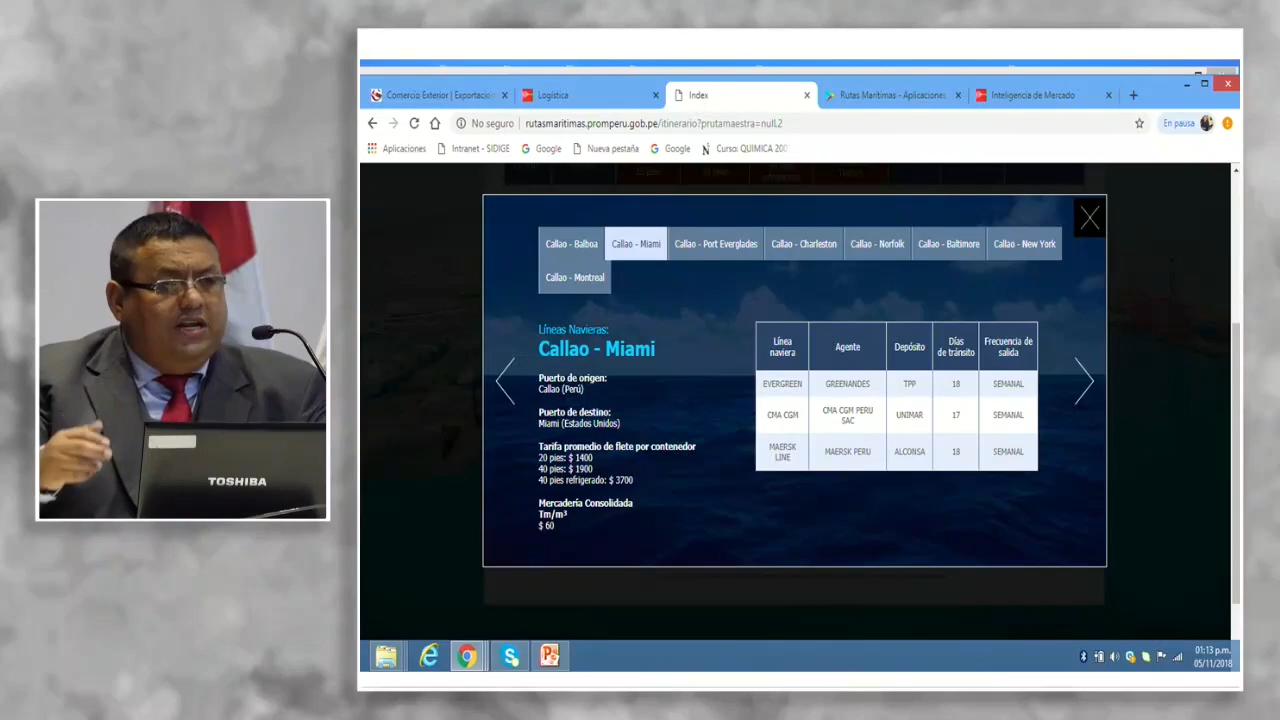 Comercio Exterior | Exportacio
Logística
Index
Rutas Marítimas - Aplicaciones
Inteligencia de Mercado
No seguro
rutasmaritimas.promperu.gob.pe/itinerario?prutamaestra=null.2
En pausa
Aplicaciones
Intranet - SIDIGE
Google
Nueva pestaña
Google
Curso: QUIMICA 200
Callao - Balboa
Callao - Miami
Callao - Port Everglades
Callao - Charleston
Callao - Norfolk
Callao - Baltimore
Callao - New York
Callao - Montreal
Líneas Navieras:
Callao - Miami
Puerto de origen:
Callao (Perú)
Puerto de destino:
Miami (Estados Unidos)
Tarifa promedio de flete por contenedor
20 pies: $ 1400
40 pies: $ 1900
40 pies refrigerado: $ 3700
Mercadería Consolidada
Tm/m³
$ 60
Línea naviera
Agente
Depósito
Días de tránsito
Frecuencia de salida
EVERGREEN
GREENANDES
TPP
18
SEMANAL
CMA CGM
CMA CGM PERU SAC
UNIMAR
17
SEMANAL
MAERSK LINE
MAERSK PERU
ALCONSA
18
SEMANAL
TOSHIBA
01:13 p.m.
05/11/2018